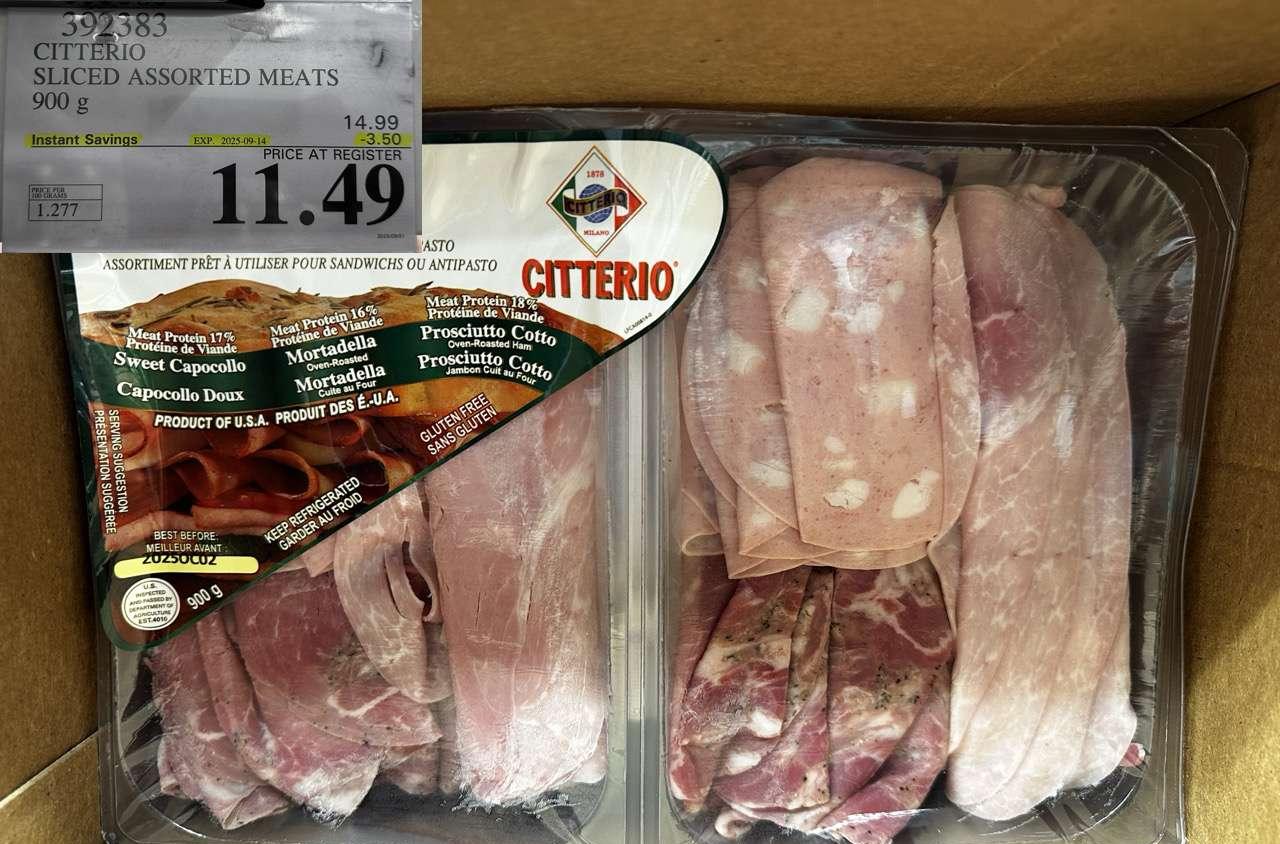 392383
CITTERIO
SLICED ASSORTED MEATS
900 g
14.99
Instant Savings EXP. 2025-09-14 -3.50
PRICE AT REGISTER
11.49
PRICE PER
100 GRAMS
1.277
1878
CITTERIO
MILANO
CITTERIO
ASTO
ASSORTIMENT PRÊT À UTILISER POUR SANDWICHS OU ANTIPASTO
Meat Protein 17%
Protéine de Viande
Sweet Capocollo
Capocollo Doux
Meat Protein 16%
Protéine de Viande
Mortadella
Oven-Roasted
Mortadella
Cuite au Four
Meat Protein 18%
Protéine de Viande
Prosciutto Cotto
Oven-Roasted Ham
Prosciutto Cotto
Jambon Cuit au Four
PRODUCT OF U.S.A. PRODUIT DES É.-U.A.
GLUTEN FREE
SANS GLUTEN
SERVING SUGGESTION
PRÉSENTATION SUGGÉRÉE
KEEP REFRIGERATED
GARDER AU FROID
BEST BEFORE:
MEILLEUR AVANT :
2025OC02
U.S.
INSPECTED
AND PASSED BY
DEPARTMENT OF
AGRICULTURE
EST.4010
900 g